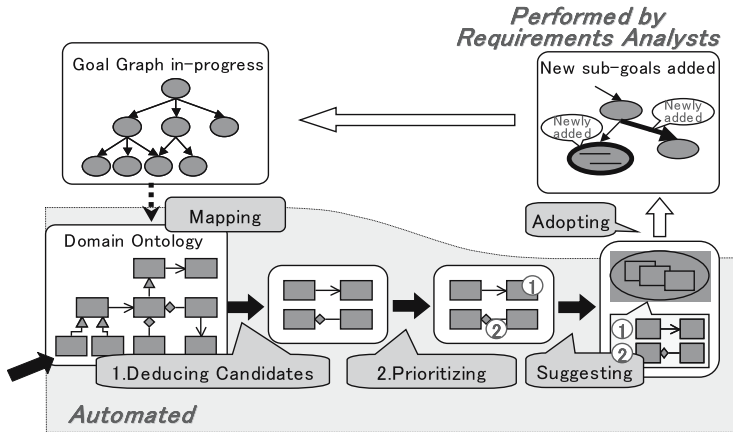 Performed by
Requirements Analysts
Goal Graph in-progress
New sub-goals added
Newly
added
Newly
added
Mapping
Adopting
Domain Ontology
1
2
1
2
1.Deducing Candidates
2.Prioritizing
Suggesting
Automated